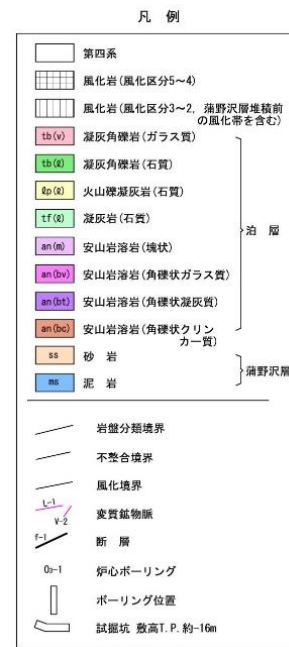 凡 例
第四系
風化岩(風化区分5~4)
風化岩(風化区分3~2, 蒲野沢層堆積前
の風化帯を含む)
tb(v) 凝灰角礫岩(ガラス質)
tb(ℓ) 凝灰角礫岩(石質)
ℓp(ℓ) 火山礫凝灰岩(石質)
tf(ℓ) 凝灰岩(石質)
an(m) 安山岩溶岩(塊状)
an(bv) 安山岩溶岩(角礫状ガラス質)
an(bt) 安山岩溶岩(角礫状凝灰質)
an(bc) 安山岩溶岩(角礫状クリン
カー質)
泊 層
ss 砂 岩
ms 泥 岩
蒲野沢層
岩盤分類境界
不整合境界
風化境界
L-1
V-2 変質鉱物脈
f-1 断 層
O₂-1 炉心ボーリング
ボーリング位置
試掘坑 敷高T.P.約-16m